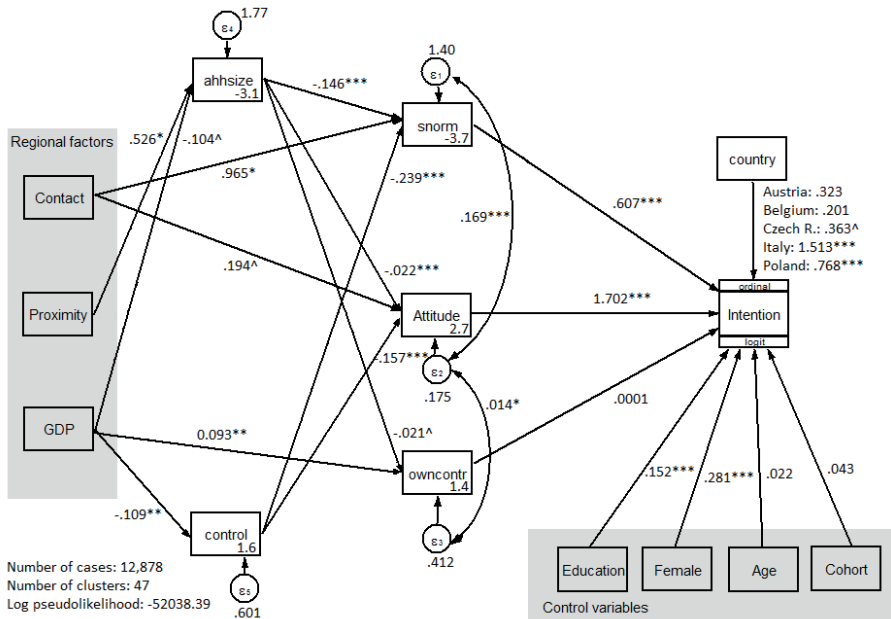 1.77
ε4
ahhsize
-3.1
1.40
ε1
-.146***
snorm
-3.7
Regional factors
.526*
-.104^
Contact
.965*
-.239***
country
Austria: .323
Belgium: .201
Czech R.: .363^
Italy: 1.513***
Poland: .768***
.607***
.169***
.194^
-.022***
Proximity
Attitude
2.7
1.702***
ordinal
Intention
logit
-.157***
ε2
.175
.014*
.0001
GDP
0.093**
-.021^
owncontr
1.4
.152***
.281***
.022
.043
-.109**
control
1.6
ε3
.412
Number of cases: 12,878
Number of clusters: 47
Log pseudolikelihood: -52038.39
ε5
.601
Education
Female
Age
Cohort
Control variables